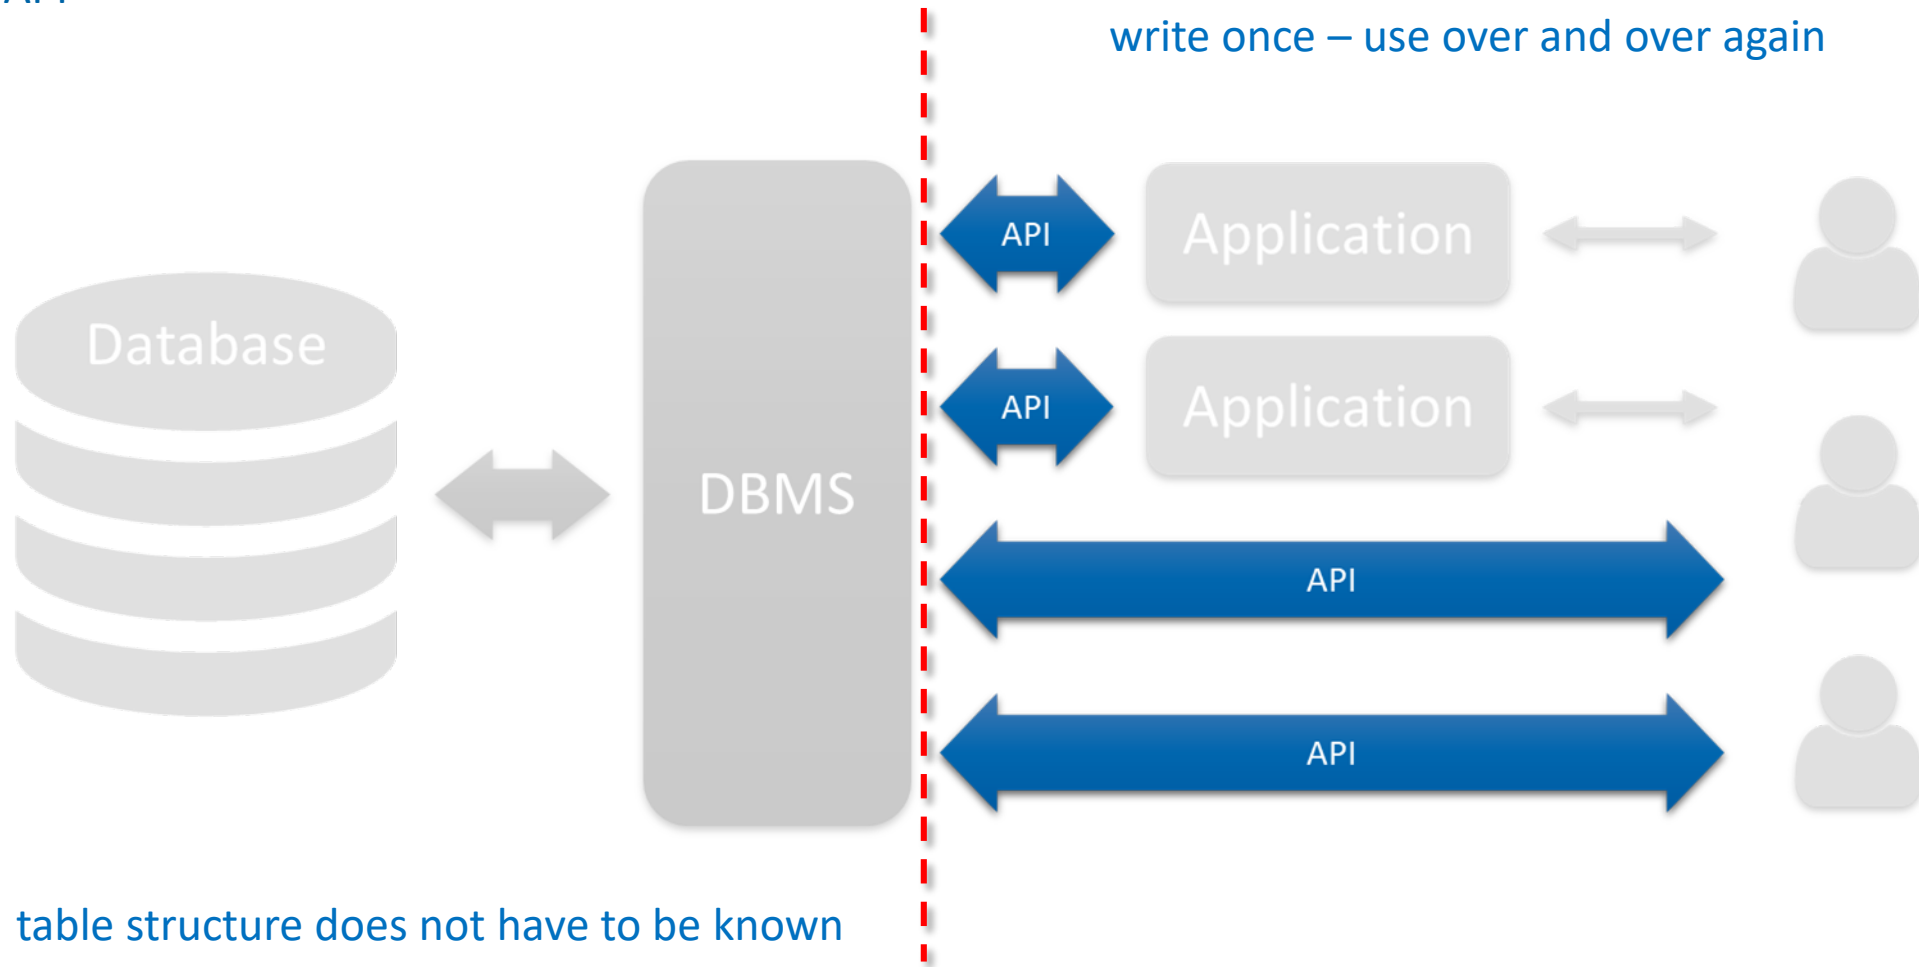 API
write once – use over and over again
API
Application
Database
API
Application
DBMS
API
API
table structure does not have to be known